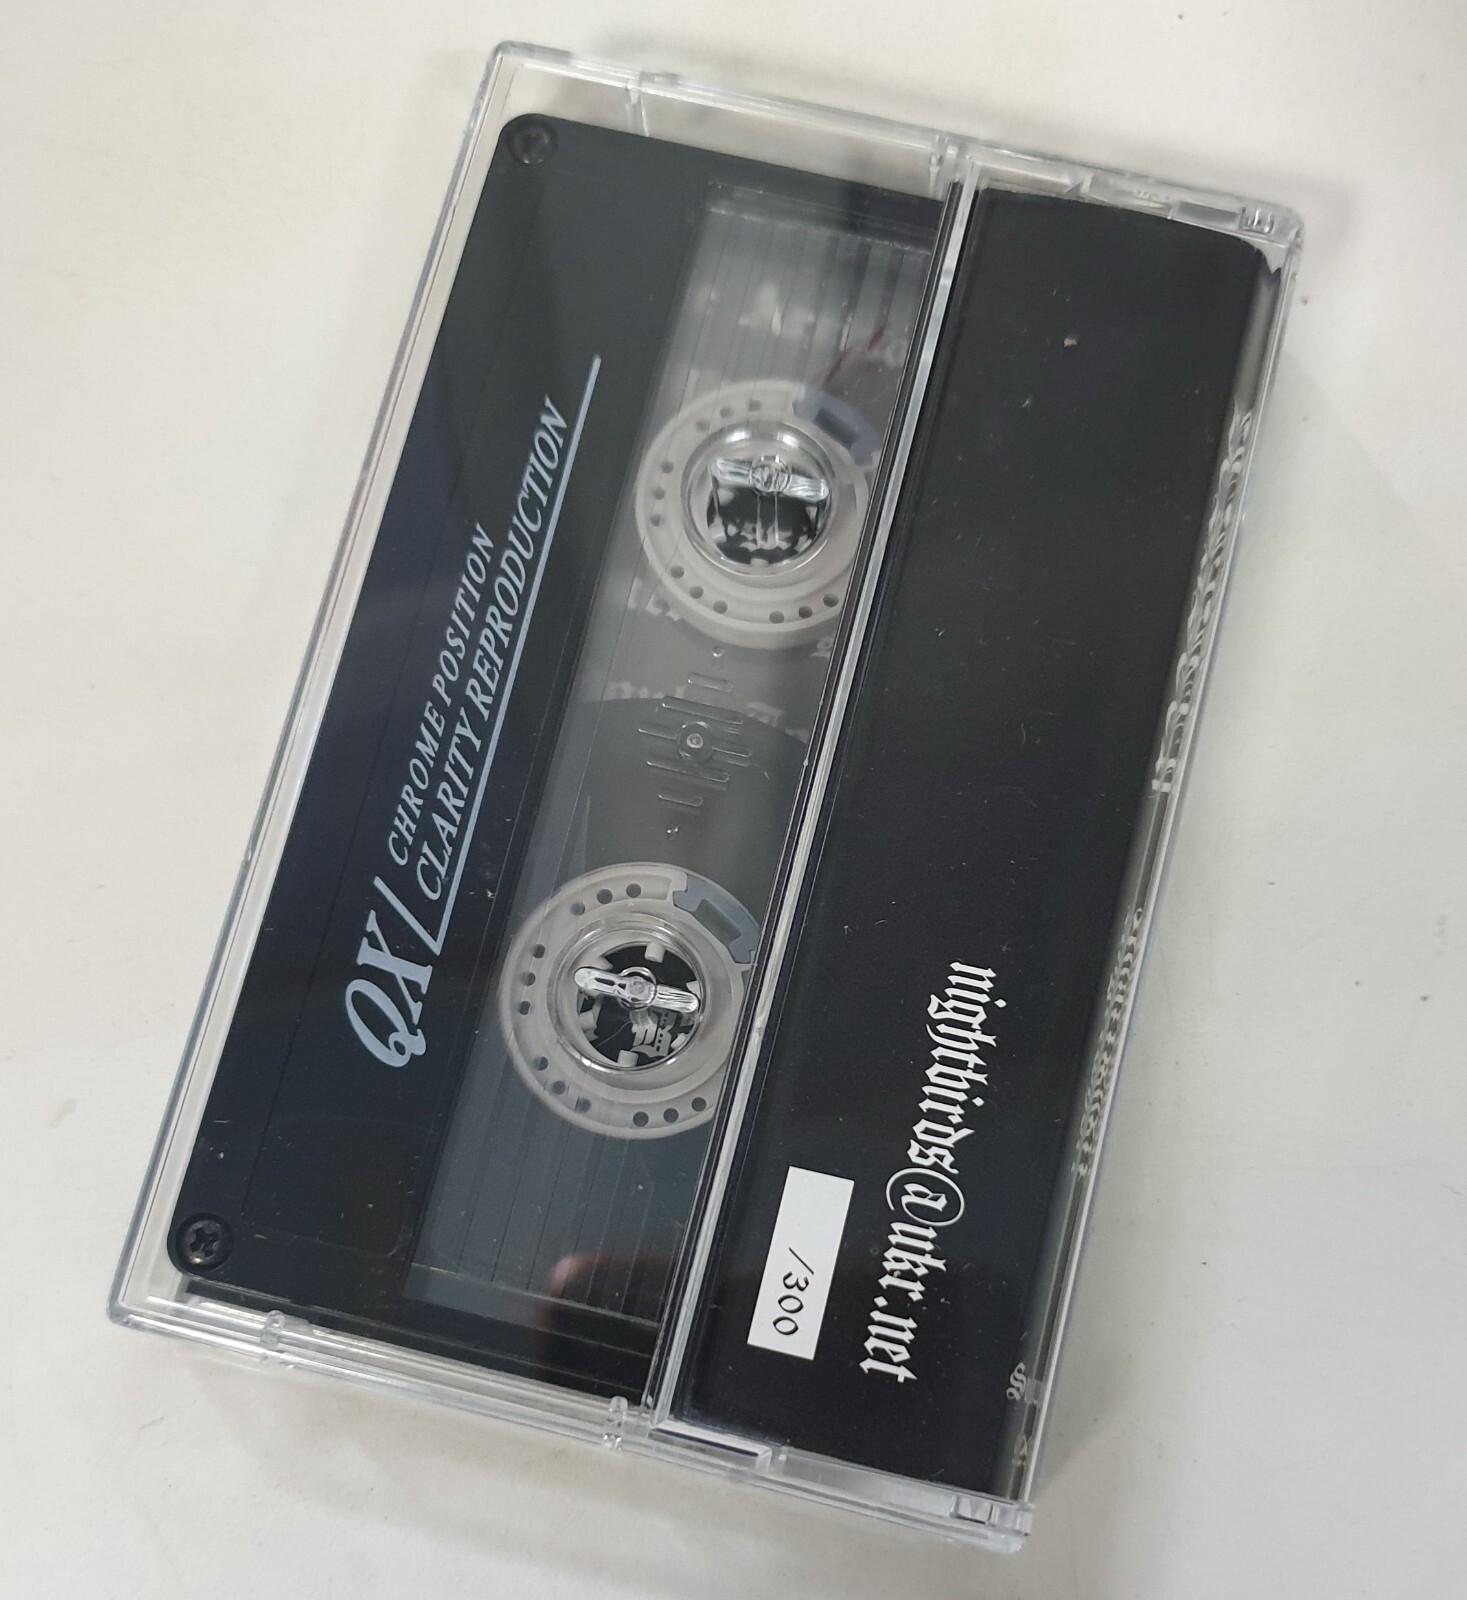 QX
CHROME POSITION
CLARITY REPRODUCTION
nightbirds@ukr.net
/300